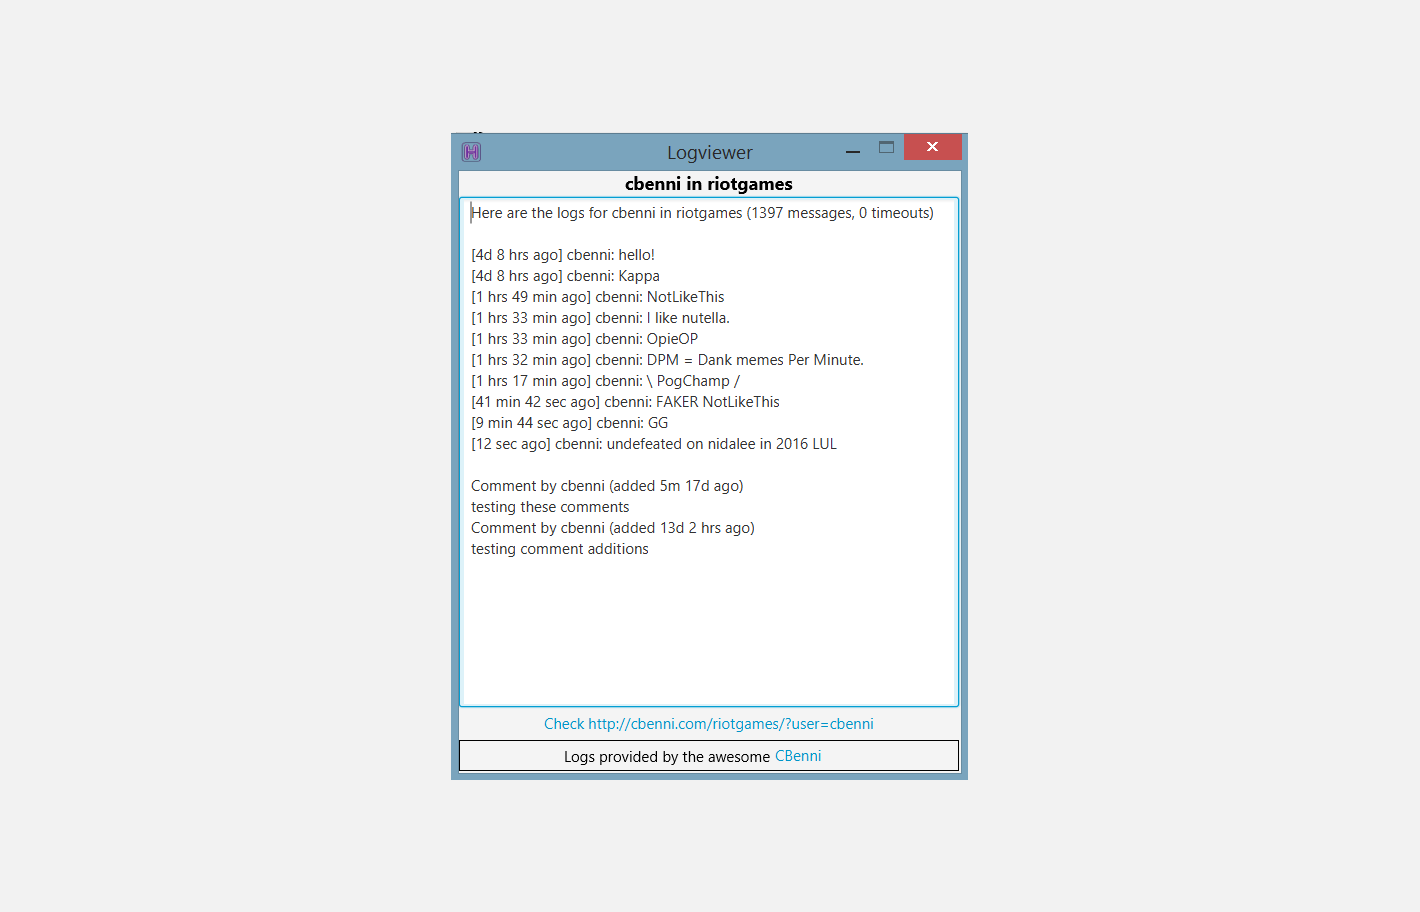 Logviewer
cbenni in riotgames
Here are the logs for cbenni in riotgames (1397 messages, 0 timeouts)
[4d 8 hrs ago] cbenni: hello!
[4d 8 hrs ago] cbenni: Kappa
[1 hrs 49 min ago] cbenni: NotLikeThis
[1 hrs 33 min ago] cbenni: I like nutella.
[1 hrs 33 min ago] cbenni: OpieOP
[1 hrs 32 min ago] cbenni: DPM = Dank memes Per Minute.
[1 hrs 17 min ago] cbenni: \ PogChamp /
[41 min 42 sec ago] cbenni: FAKER NotLikeThis
[9 min 44 sec ago] cbenni: GG
[12 sec ago] cbenni: undefeated on nidalee in 2016 LUL
Comment by cbenni (added 5m 17d ago)
testing these comments
Comment by cbenni (added 13d 2 hrs ago)
testing comment additions
Check http://cbenni.com/riotgames/?user=cbenni
Logs provided by the awesome CBenni